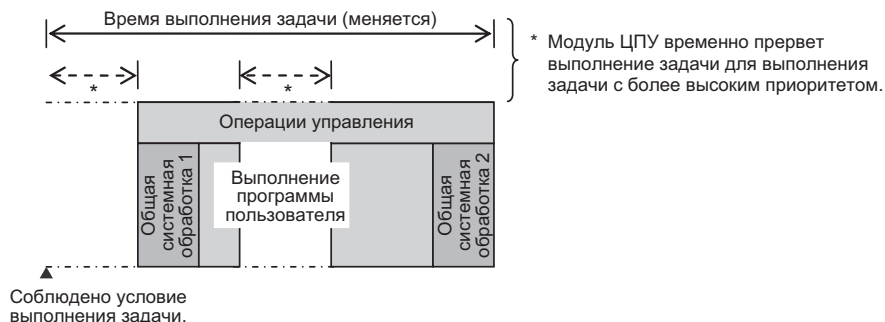 Время выполнения задачи (меняется)
* Модуль ЦПУ временно прервет
выполнение задачи для выполнения
задачи с более высоким приоритетом.
*
*
Операции управления
Общая
системная
обработка 1
Выполнение
программы
пользователя
Общая
системная
обработка 2
Соблюдено условие
выполнения задачи.